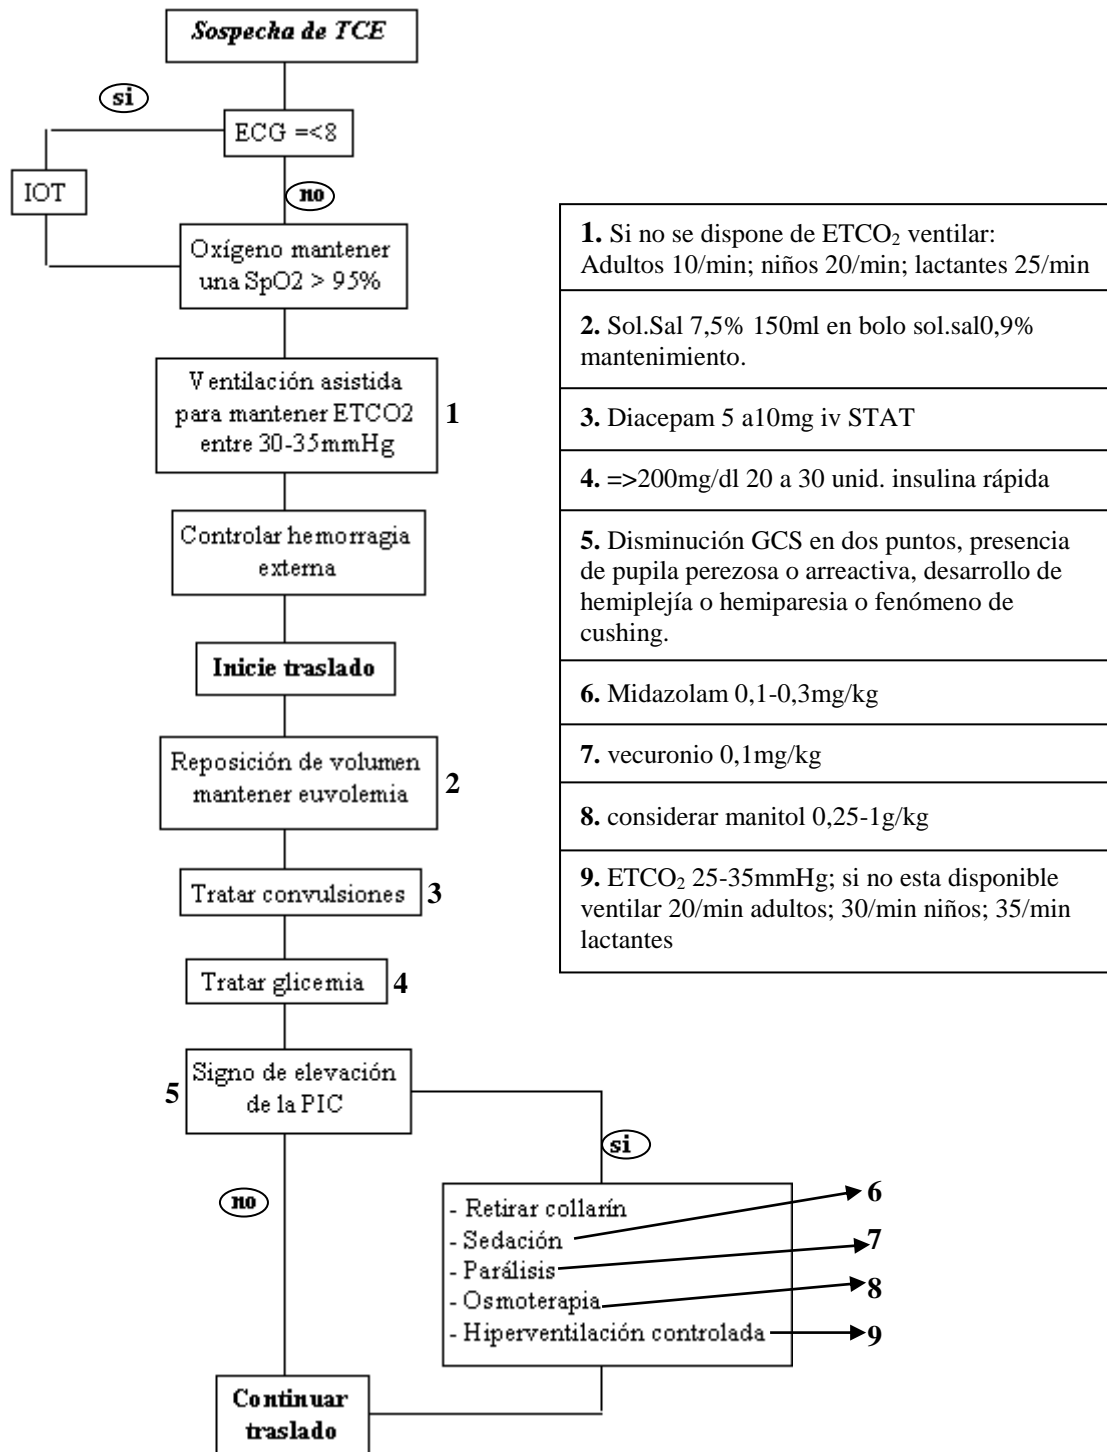 Sospecha de TCE
si
ECG =<8
IOT
no
Oxígeno mantener
una SpO2 > 95%
Ventilación asistida
para mantener ETCO2
entre 30-35mmHg
1
Controlar hemorragia
externa
Inicie traslado
Reposición de volumen
mantener euvolemia
2
Tratar convulsiones
3
Tratar glicemia
4
5
Signo de elevación
de la PIC
si
no
- Retirar collarín
- Sedación
- Parálisis
- Osmoterapia
- Hiperventilación controlada
6
7
8
9
Continuar
traslado
1. Si no se dispone de ETCO₂ ventilar:
Adultos 10/min; niños 20/min; lactantes 25/min
2. Sol.Sal 7,5% 150ml en bolo sol.sal0,9%
mantenimiento.
3. Diacepam 5 a10mg iv STAT
4. =>200mg/dl 20 a 30 unid. insulina rápida
5. Disminución GCS en dos puntos, presencia
de pupila perezosa o arreactiva, desarrollo de
hemiplejía o hemiparesia o fenómeno de
cushing.
6. Midazolam 0,1-0,3mg/kg
7. vecuronio 0,1mg/kg
8. considerar manitol 0,25-1g/kg
9. ETCO₂ 25-35mmHg; si no esta disponible
ventilar 20/min adultos; 30/min niños; 35/min
lactantes